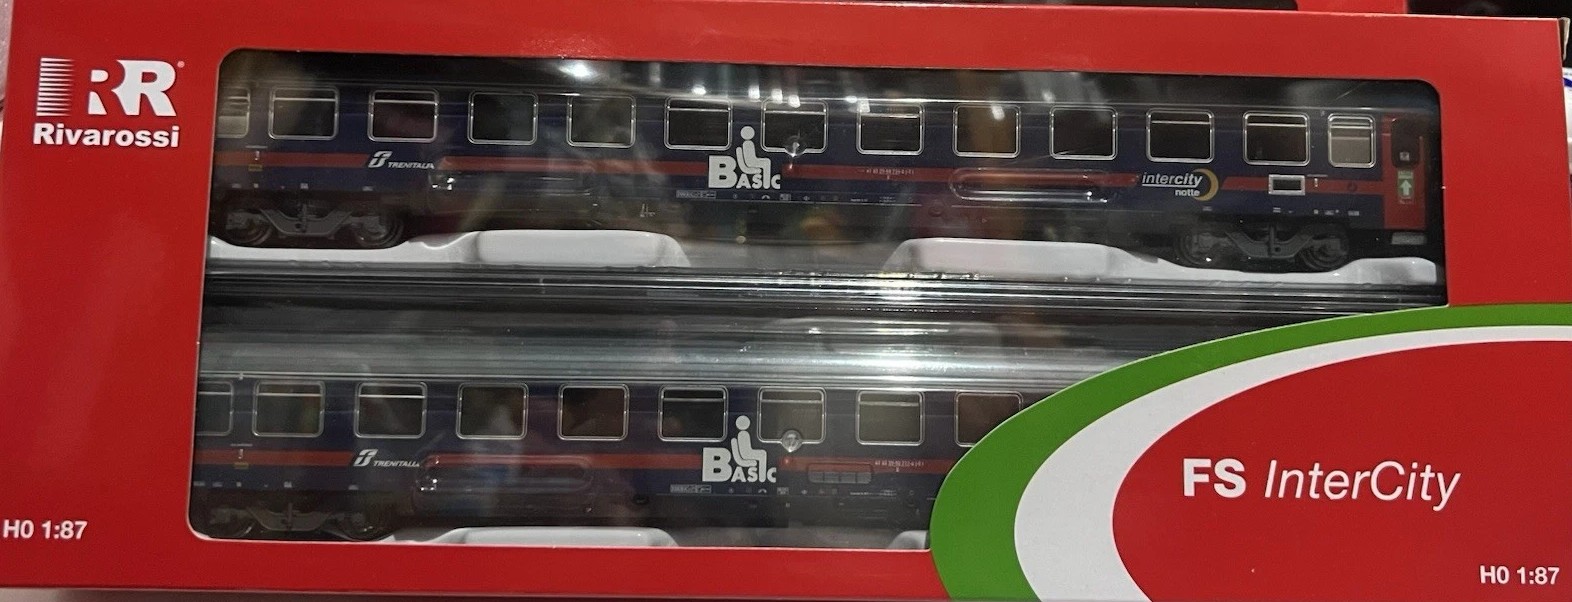 RR
Rivarossi
TRENITALIA
BASIC
intercity
notte
TRENITALIA
BASIC
FS InterCity
H0 1:87
H0 1:87